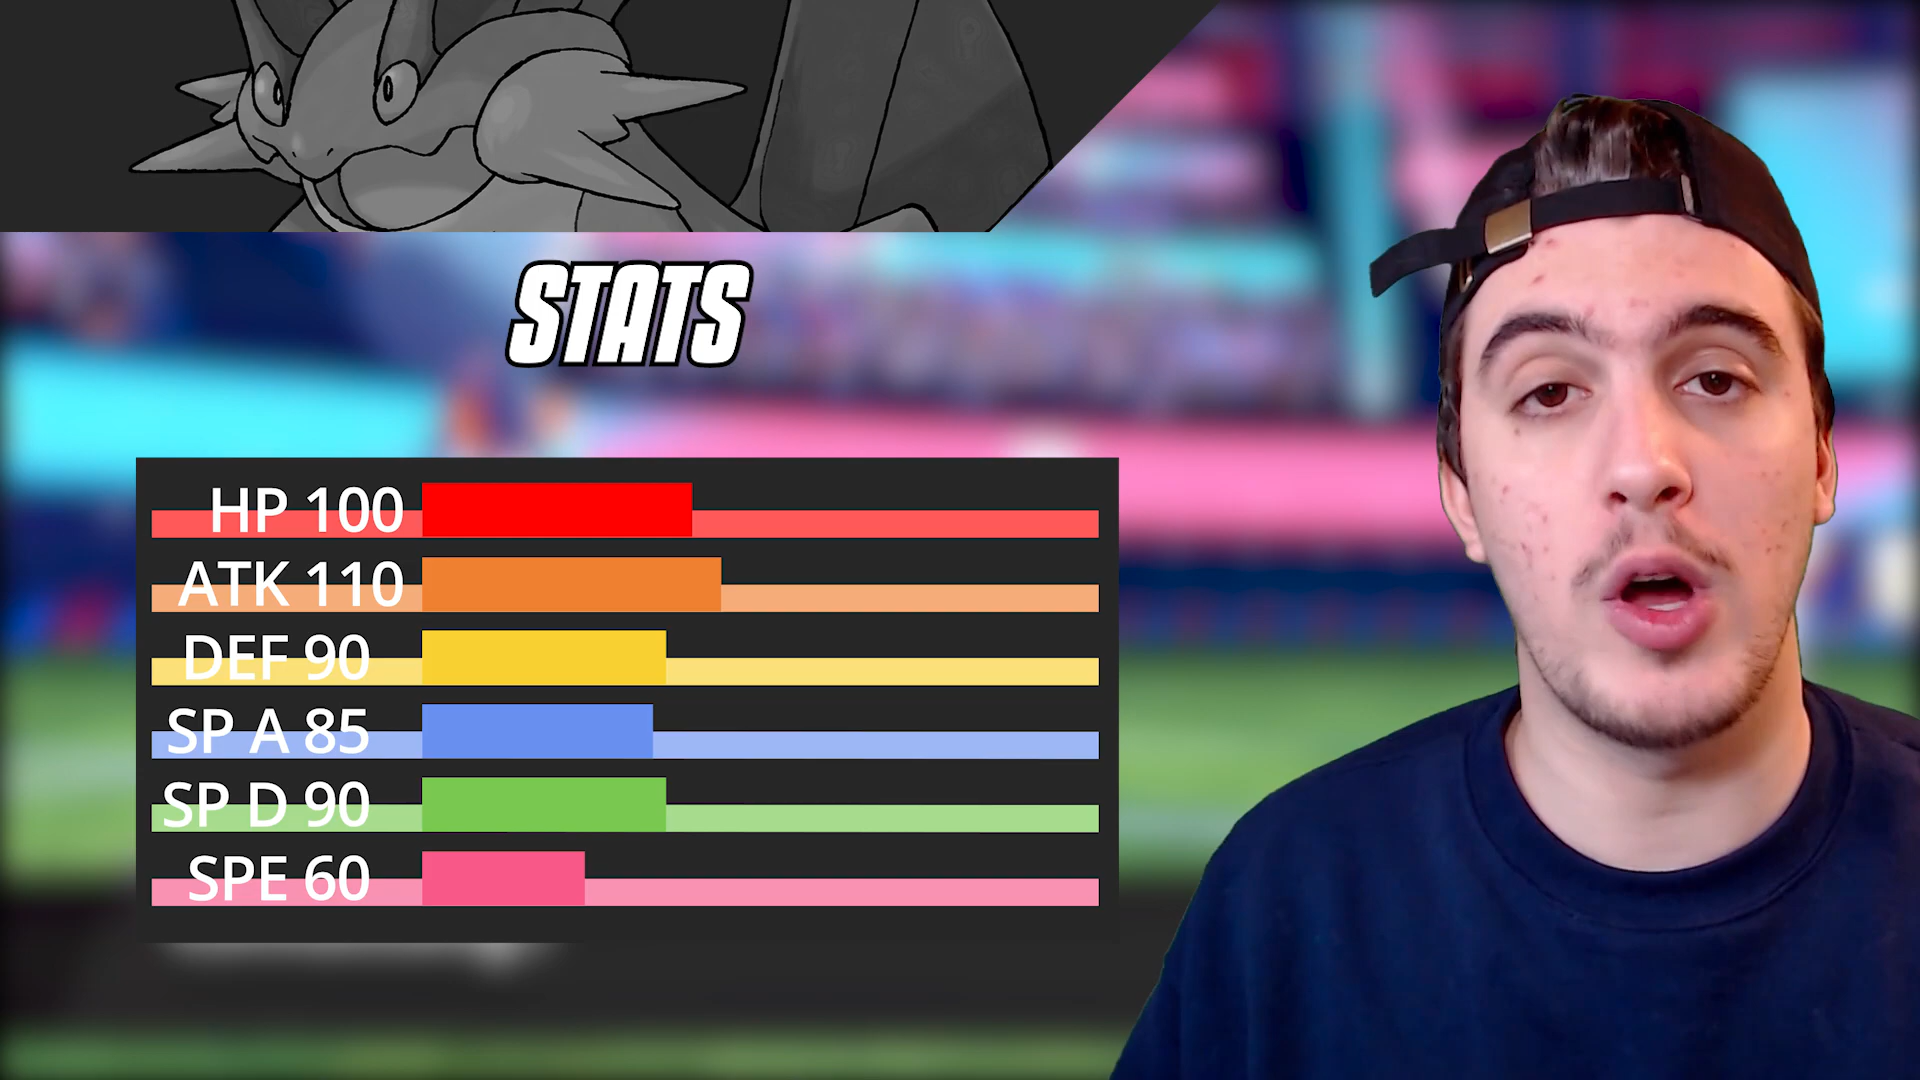 STATS
HP 100
ATK 110
DEF 90
SP A 85
SP D 90
SPE 60